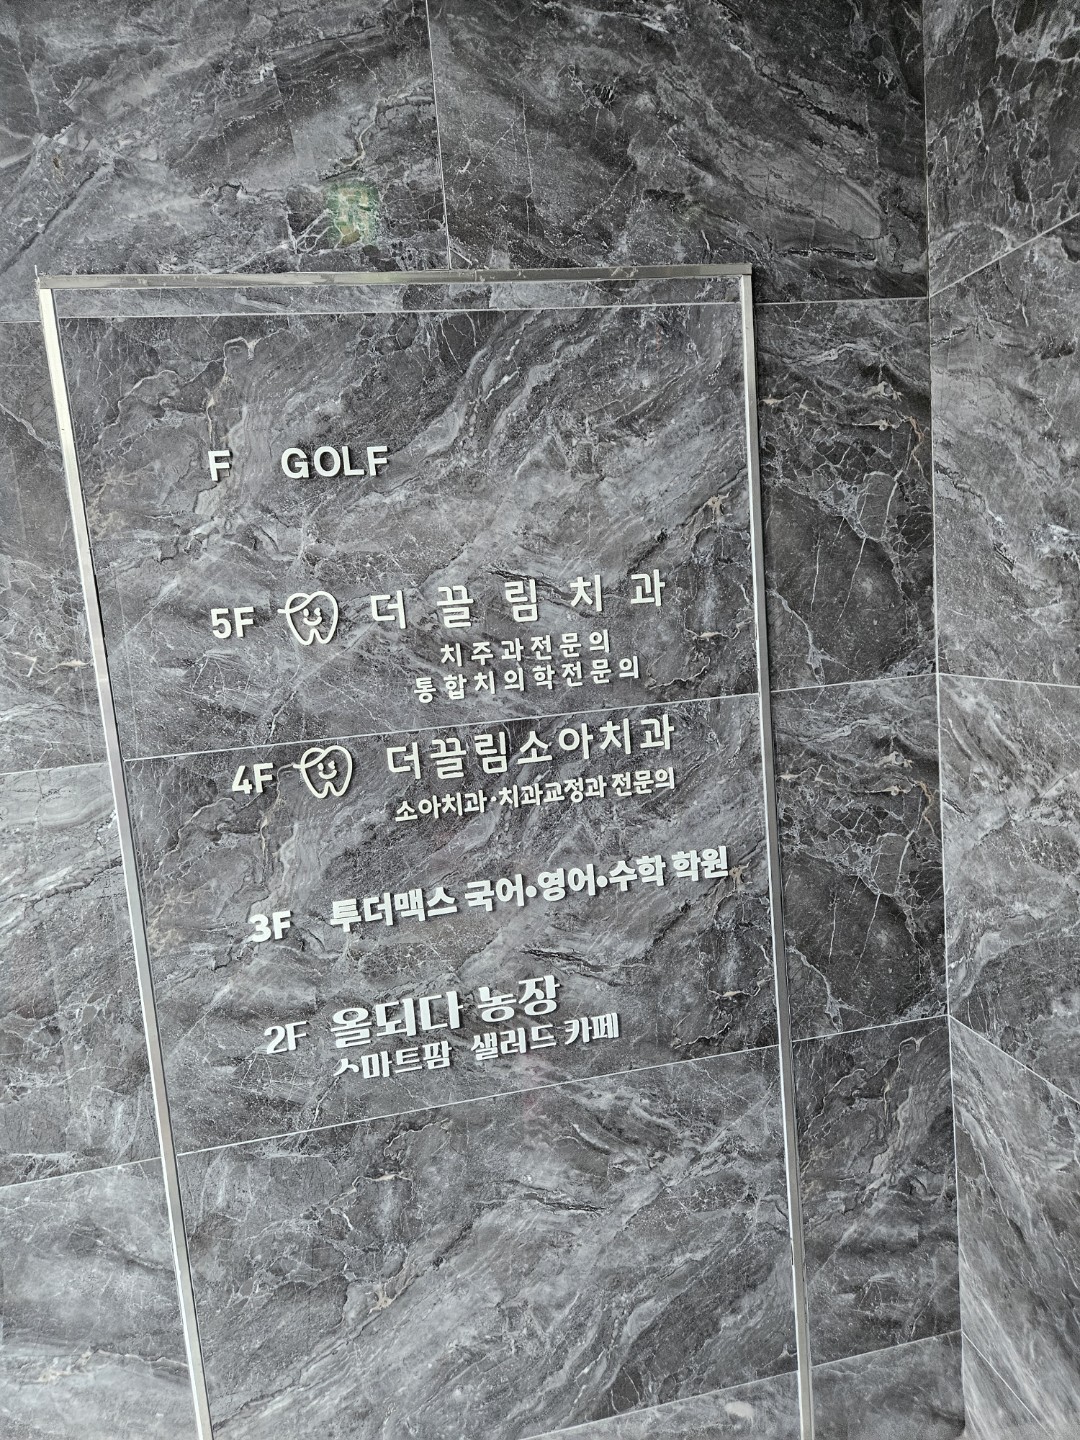 F GOLF
5F 더끌림치과
치주과전문의
통합치의학전문의
4F 더끌림소아치과
소아치과·치과교정과 전문의
3F 투더맥스 국어•영어•수학 학원
2F 올되다 농장
스마트팜 샐러드 카페